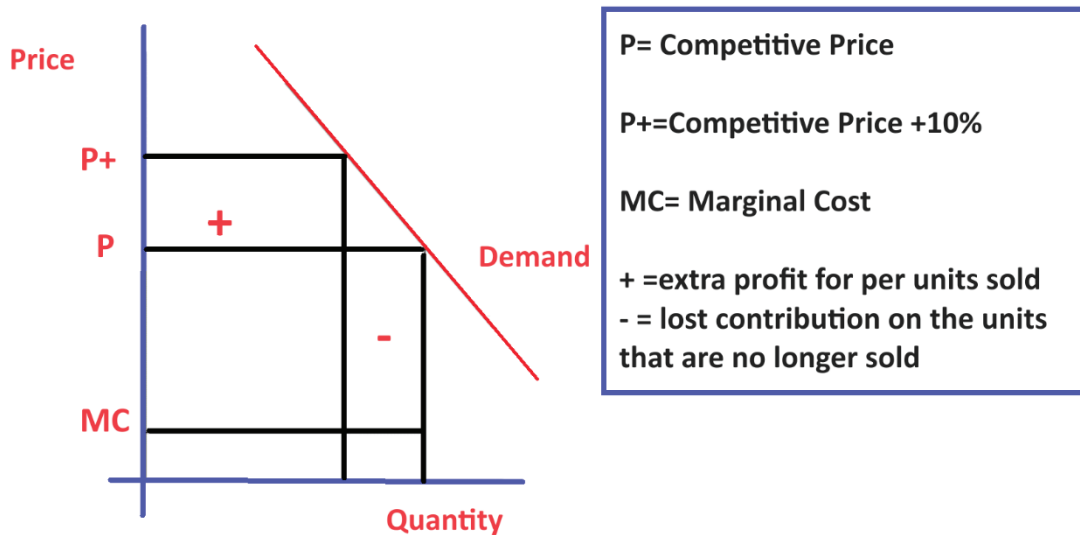 Price
P+
+
P
Demand
-
MC
Quantity
P= Competitive Price
P+=Competitive Price +10%
MC= Marginal Cost
+ =extra profit for per units sold
- = lost contribution on the units
that are no longer sold